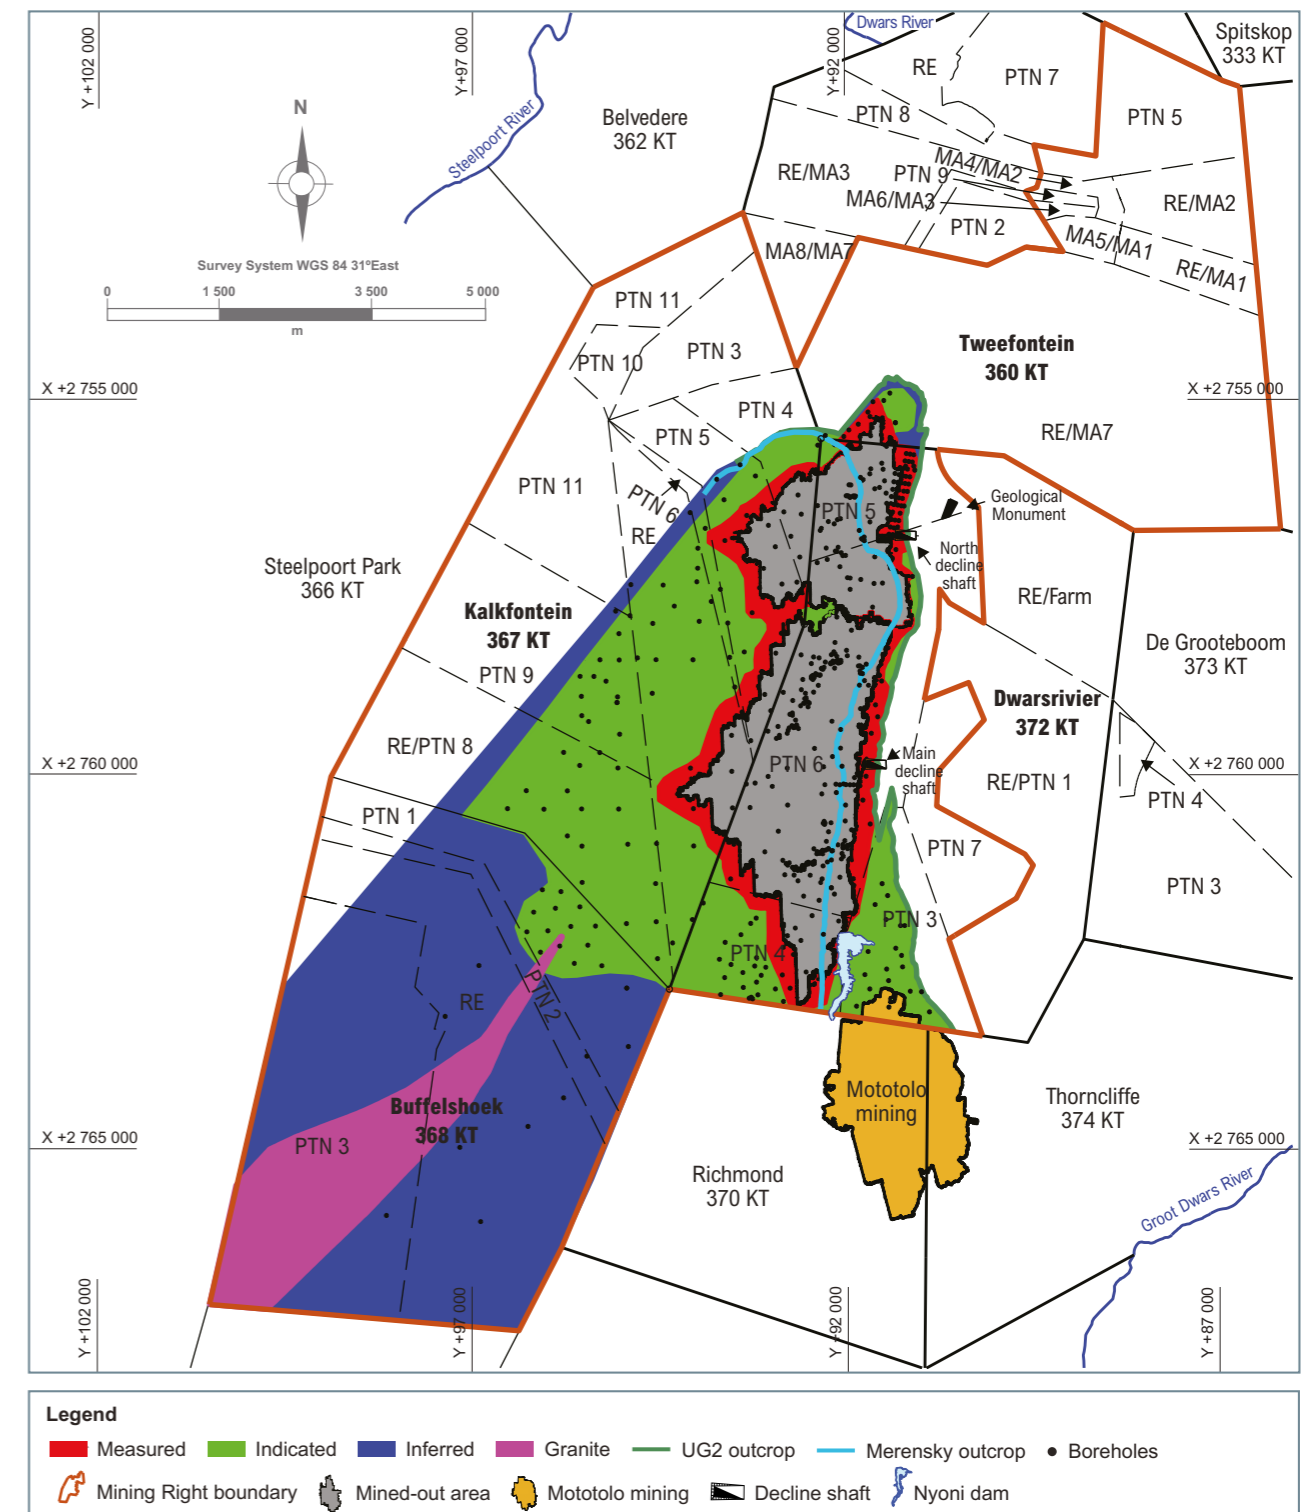 Y +102 000
Y+97 000
Y+92 000
Dwars River
Spitskop
333 KT
RE
PTN 7
PTN 5
PTN 8
Belvedere
362 KT
N
Steelpoort River
MA4/MA2
PTN 9
RE/MA3
MA6/MA3
RE/MA2
PTN 2
MA5/MA1
MA8/MA7
RE/MA1
Survey System WGS 84 31°East
0 1 500 3 500 5 000
m
PTN 11
PTN 10
PTN 3
Tweefontein
360 KT
X +2 755 000
X +2 755 000
PTN 4
PTN 5
RE/MA7
PTN 11
PTN 6
RE
PTN 5
Geological
Monument
North
decline
shaft
Steelpoort Park
366 KT
Kalkfontein
367 KT
RE/Farm
De Grooteboom
373 KT
PTN 9
Dwarsrivier
372 KT
RE/PTN 8
Main
decline
shaft
PTN 6
X +2 760 000
X +2 760 000
RE/PTN 1
PTN 4
PTN 1
PTN 7
PTN 3
PTN 3
PTN 4
PTN 2
RE
Mototolo
mining
Buffelshoek
368 KT
Thorncliffe
374 KT
PTN 3
X +2 765 000
X +2 765 000
Richmond
370 KT
Groot Dwars River
Y +102 000
Y +97 000
Y +92 000
Y +87 000
Legend
Measured Indicated Inferred Granite UG2 outcrop Merensky outcrop Boreholes
Mining Right boundary Mined-out area Mototolo mining Decline shaft Nyoni dam